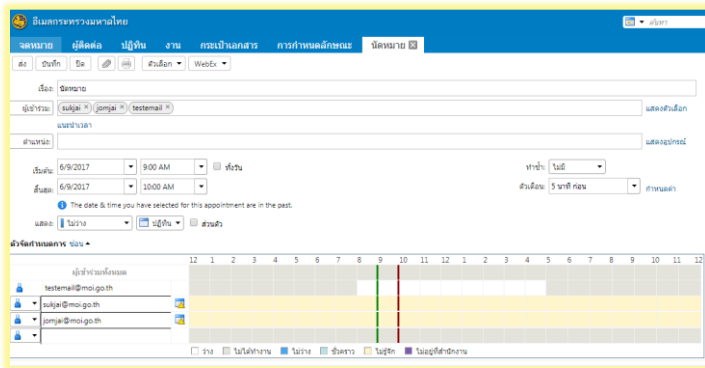 อีเมลกระทรวงมหาดไทย
ค้นหา
จดหมาย ผู้ติดต่อ ปฏิทิน งาน กระเป๋าเอกสาร การกำหนดลักษณะ นัดหมาย
ส่ง บันทึก ปิด ตัวเลือก WebEx
เรื่อง: นัดหมาย
ผู้เข้าร่วม: sukjai × jomjai × testemail × แสดงตัวเลือก
แนะนำเวลา
ตำแหน่ง: แสดงอุปกรณ์
เริ่มต้น: 6/9/2017 9:00 AM ทั้งวัน ทำซ้ำ: ไม่มี
สิ้นสุด: 6/9/2017 10:00 AM ตัวเตือน: 5 นาที ก่อน กำหนดค่า
The date & time you have selected for this appointment are in the past.
แสดง: ไม่ว่าง ปฏิทิน ส่วนตัว
ตัวจัดกำหนดการ ซ่อน
12 1 2 3 4 5 6 7 8 9 10 11 12 1 2 3 4 5 6 7 8 9 10 11 12
ผู้เข้าร่วมทั้งหมด
testemail@moi.go.th
sukjai@moi.go.th
jomjai@moi.go.th
ว่าง ไม่ได้ทำงาน ไม่ว่าง ชั่วคราว ไม่รู้จัก ไม่อยู่ที่สำนักงาน